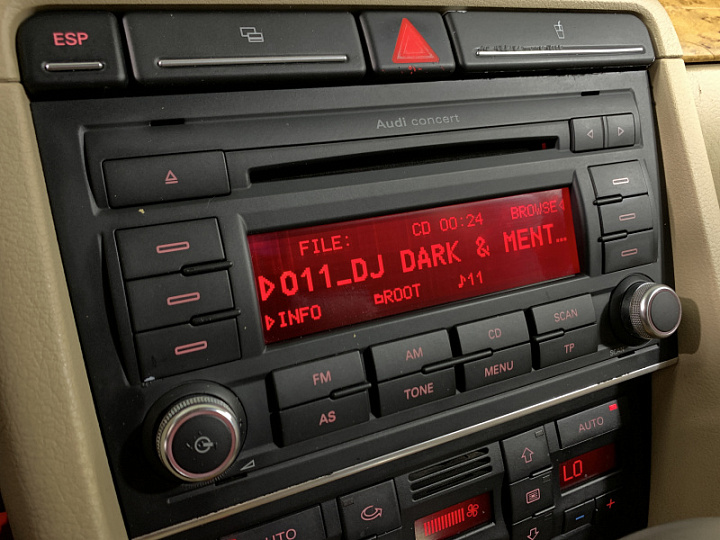 ESP
Audi concert
FILE: CD 00:24 BROWSE
011_DJ DARK & MENT...
INFO ROOT 11
FM AM CD SCAN
AS TONE MENU TP
AUTO
LO
AUTO